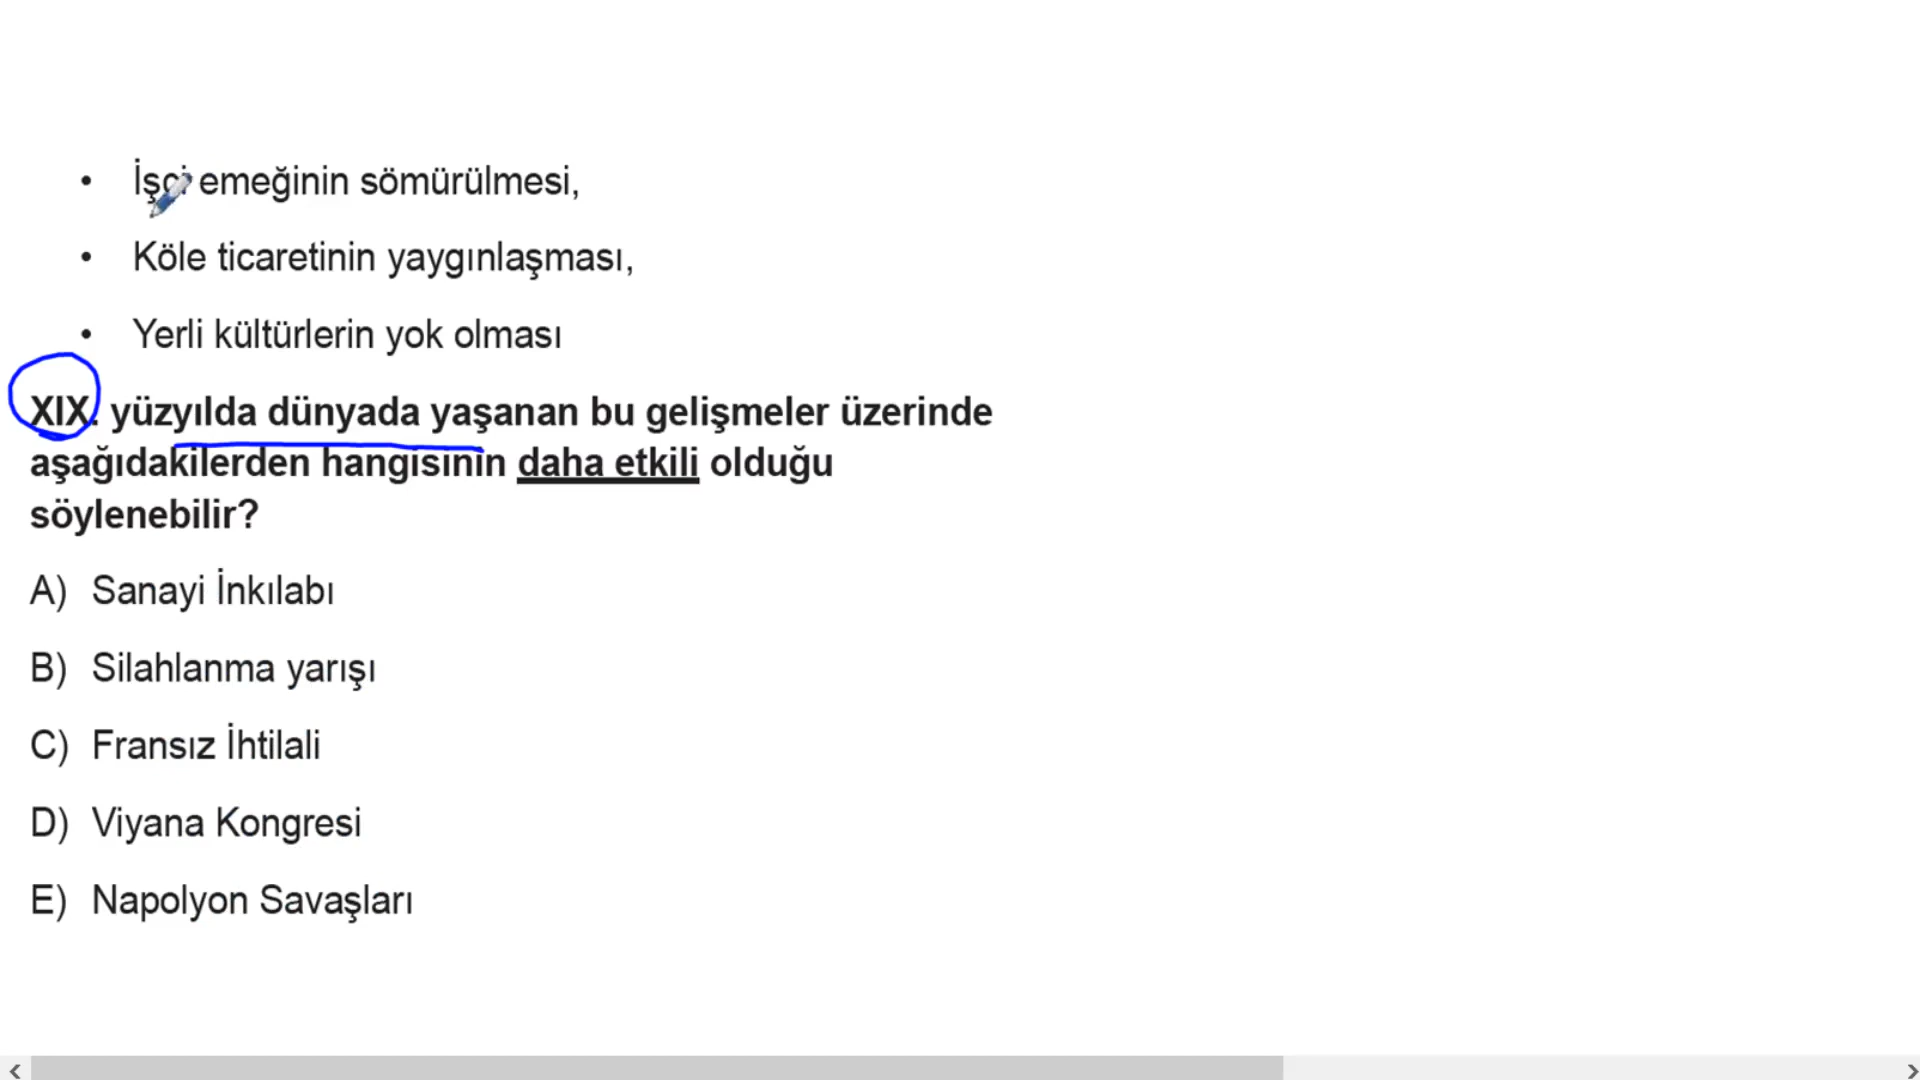 • İşçi emeğinin sömürülmesi,
• Köle ticaretinin yaygınlaşması,
• Yerli kültürlerin yok olması
XIX. yüzyılda dünyada yaşanan bu gelişmeler üzerinde
aşağıdakilerden hangisinin daha etkili olduğu
söylenebilir?
A) Sanayi İnkılabı
B) Silahlanma yarışı
C) Fransız İhtilali
D) Viyana Kongresi
E) Napolyon Savaşları